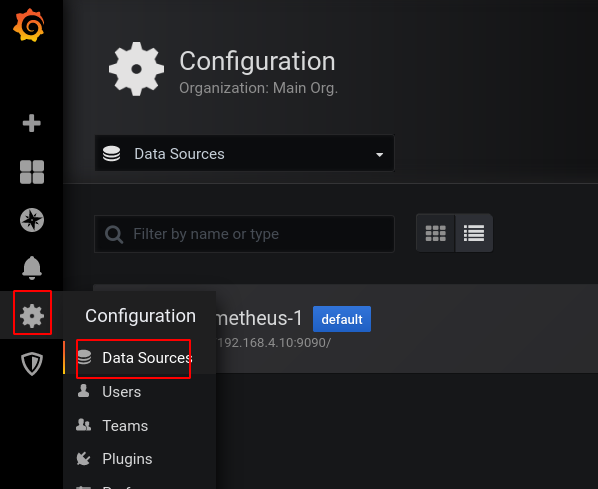 Configuration
Organization: Main Org.
Data Sources
Filter by name or type
Configuration
metheus-1 default
192.168.4.10:9090/
Data Sources
Users
Teams
Plugins